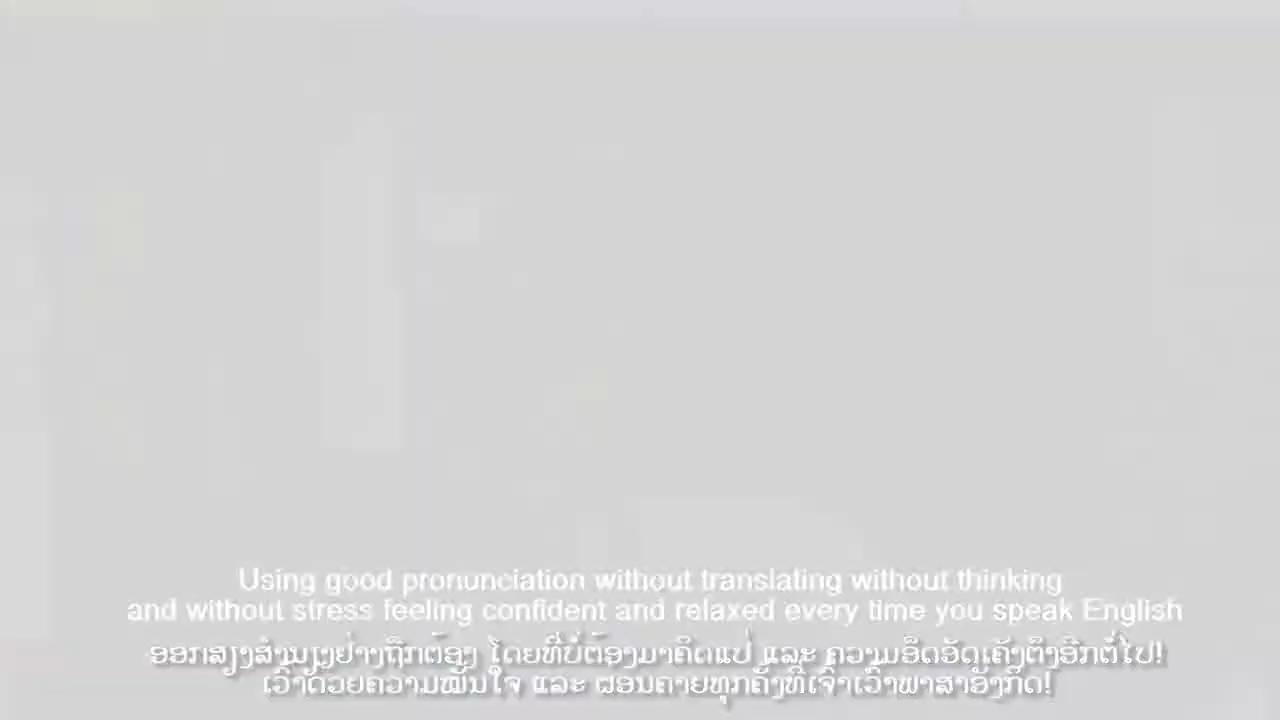 Using good pronunciation without translating without thinking
and without stress feeling confident and relaxed every time you speak English
ອອກສຽງສຳນຽງຢ່າງຖືກຕ້ອງ ໂດຍທີ່ບໍ່ຕ້ອງມາຄິດແປ ແລະ ຄວາມອຶດອັດເຄັ່ງຕຶງອີກຕໍ່ໄປ!
ເວົ້າດ້ວຍຄວາມໝັ້ນໃຈ ແລະ ຜ່ອນຄາຍທຸກຄັ້ງທີ່ເຈົ້າເວົ້າພາສາອັງກິດ!